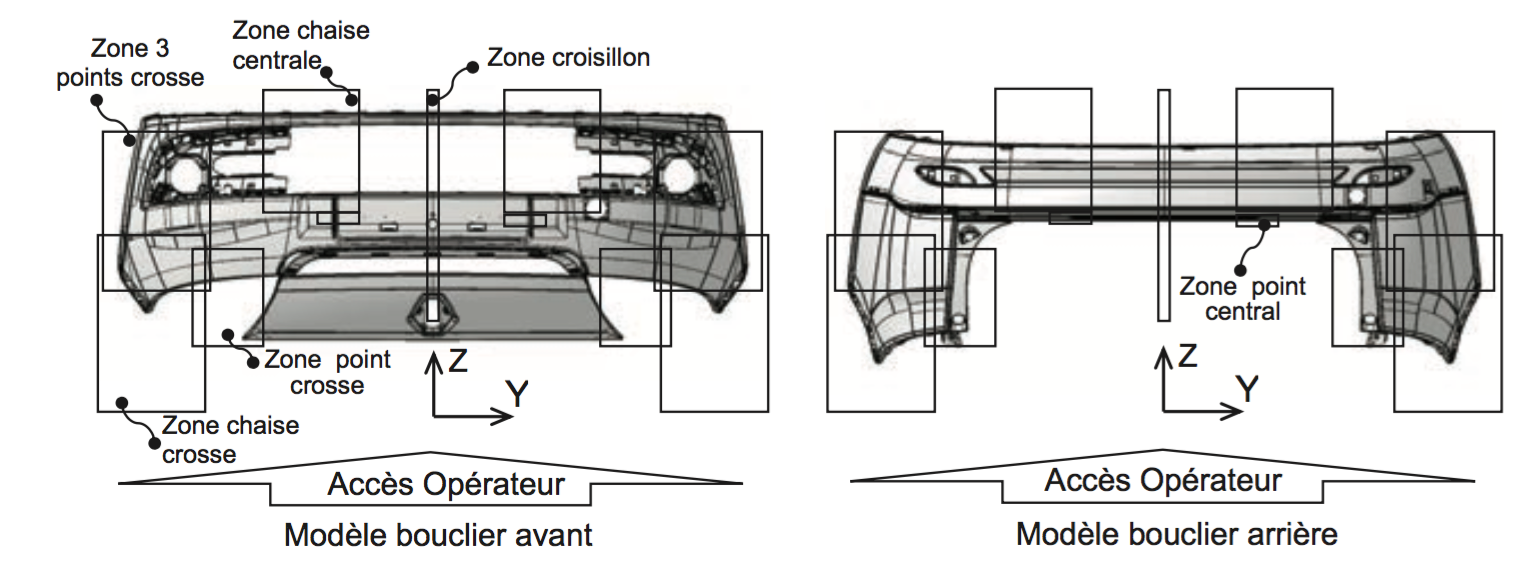 Zone 3
points crosse
Zone chaise
centrale
Zone croisillon
Zone point
crosse
Zone chaise
crosse
Z
Y
Accès Opérateur
Modèle bouclier avant
Zone point
central
Z
Y
Accès Opérateur
Modèle bouclier arrière